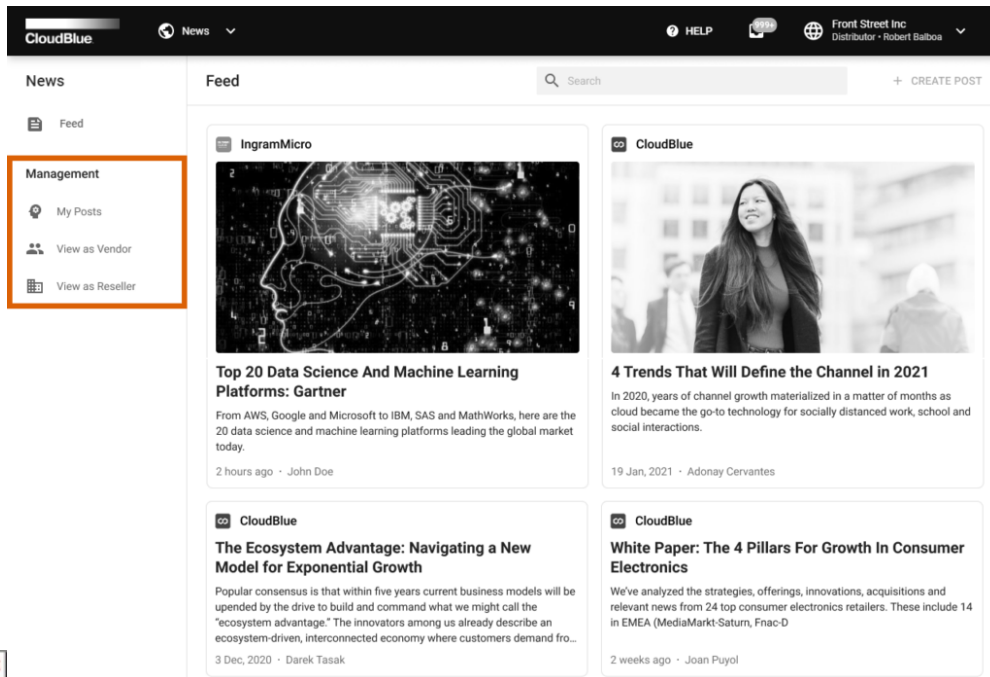 CloudBlue
News
HELP
999+
Front Street Inc
Distributor • Robert Balboa
News
Feed
Management
My Posts
View as Vendor
View as Reseller
Feed
Search
+ CREATE POST
IngramMicro
Top 20 Data Science And Machine Learning
Platforms: Gartner
From AWS, Google and Microsoft to IBM, SAS and MathWorks, here are the
20 data science and machine learning platforms leading the global market
today.
2 hours ago · John Doe
CloudBlue
4 Trends That Will Define the Channel in 2021
In 2020, years of channel growth materialized in a matter of months as
cloud became the go-to technology for socially distanced work, school and
social interactions.
19 Jan, 2021 · Adonay Cervantes
CloudBlue
The Ecosystem Advantage: Navigating a New
Model for Exponential Growth
Popular consensus is that within five years current business models will be
upended by the drive to build and command what we might call the
“ecosystem advantage.” The innovators among us already describe an
ecosystem-driven, interconnected economy where customers demand fro...
3 Dec, 2020 · Darek Tasak
CloudBlue
White Paper: The 4 Pillars For Growth In Consumer
Electronics
We’ve analyzed the strategies, offerings, innovations, acquisitions and
relevant news from 24 top consumer electronics retailers. These include 14
in EMEA (MediaMarkt-Saturn, Fnac-D
2 weeks ago · Joan Puyol